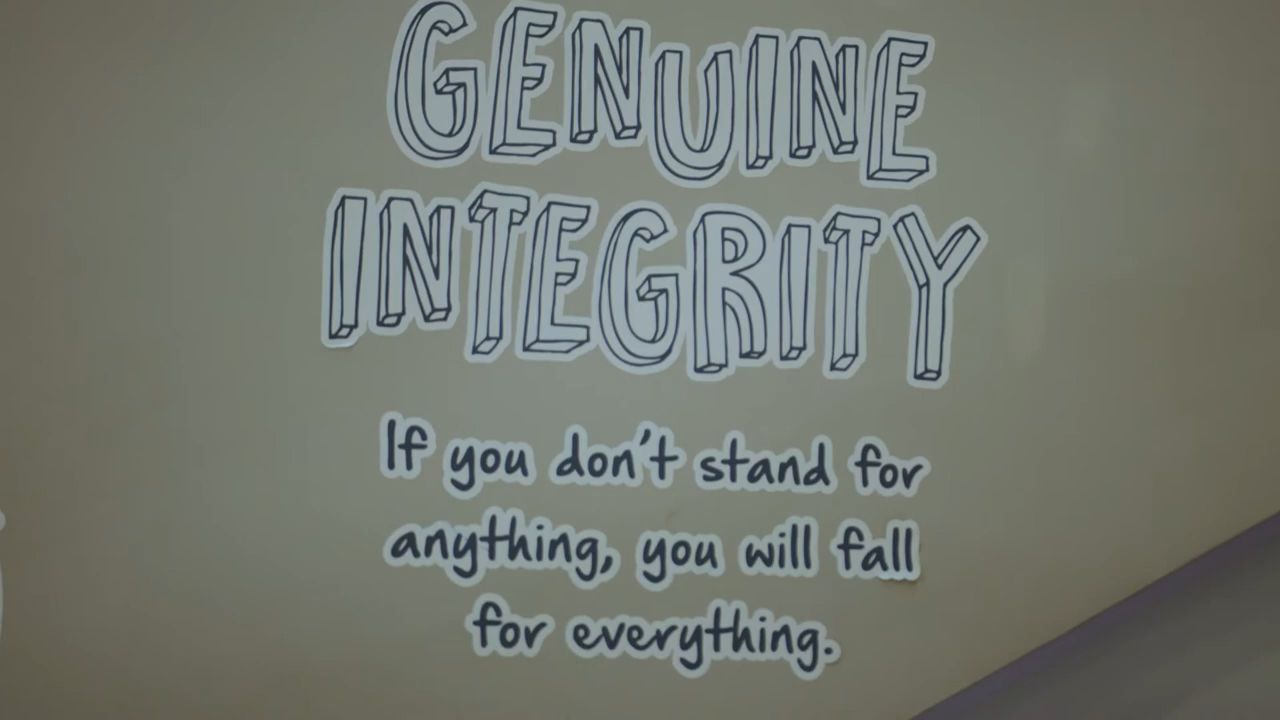 GENUINE
INTEGRITY
If you don't stand for
anything, you will fall
for everything.